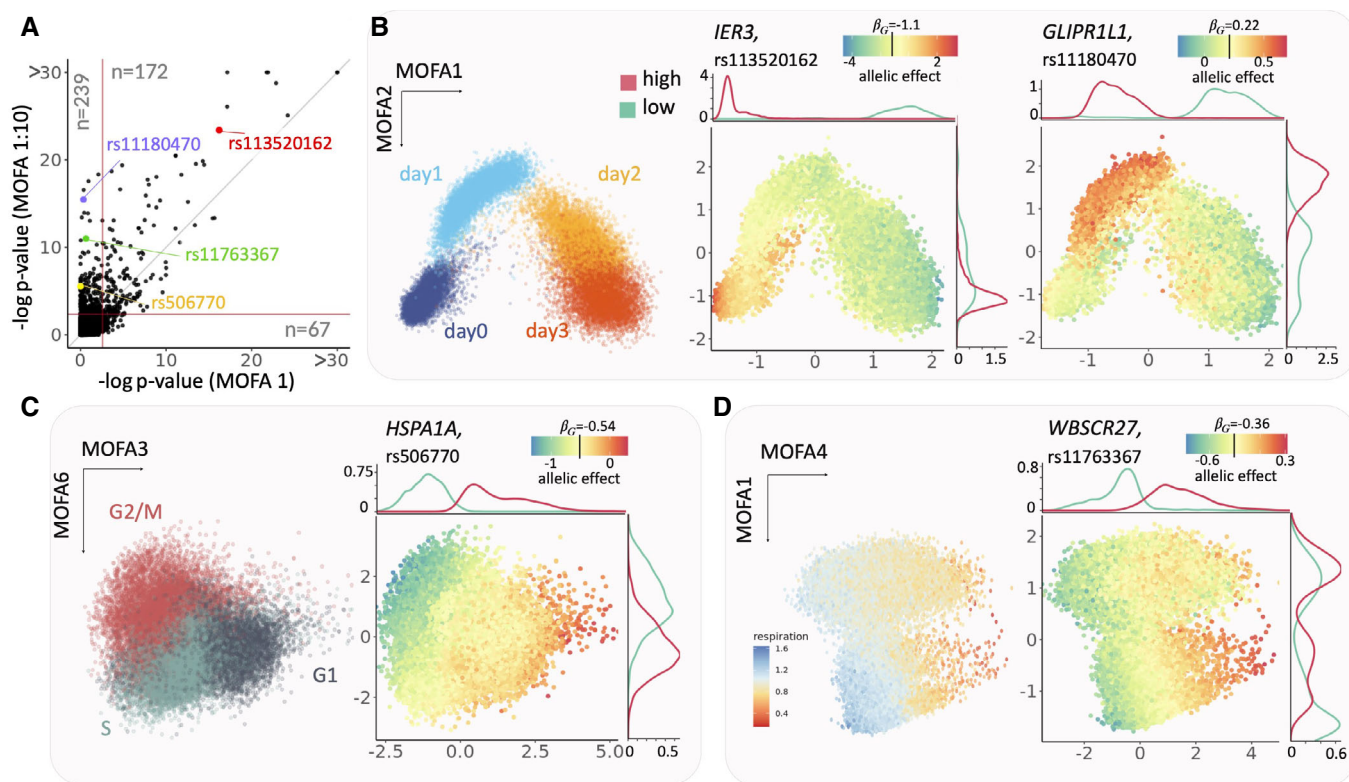 A
>30
20
10
0
-log p-value (MOFA 1:10)
n=239
n=172
rs11180470
rs113520162
rs11763367
rs506770
n=67
0
10
20
>30
-log p-value (MOFA 1)
B
MOFA1
MOFA2
high
low
day1
day2
day0
day3
IER3,
rs113520162
β_G=-1.1
-4
2
allelic effect
4
0
2
1
0
-1
-2
-1
0
1
2
0
1.5
GLIPR1L1,
rs11180470
β_G=0.22
0
0.5
allelic effect
1
0
2
1
0
-1
-2
-1
0
1
2
0
2.5
C
MOFA3
MOFA6
G2/M
G1
S
HSPA1A,
rs506770
β_G=-0.54
-1
0
allelic effect
0.75
0
2
0
-2
-2.5
0.0
2.5
5.0
0
0.5
D
MOFA4
MOFA1
respiration
1.6
1.2
0.8
0.4
WBSCR27,
rs11763367
β_G=-0.36
-0.6
0.3
allelic effect
0.8
0
2
1
0
-1
-2
0
2
4
0
0.6